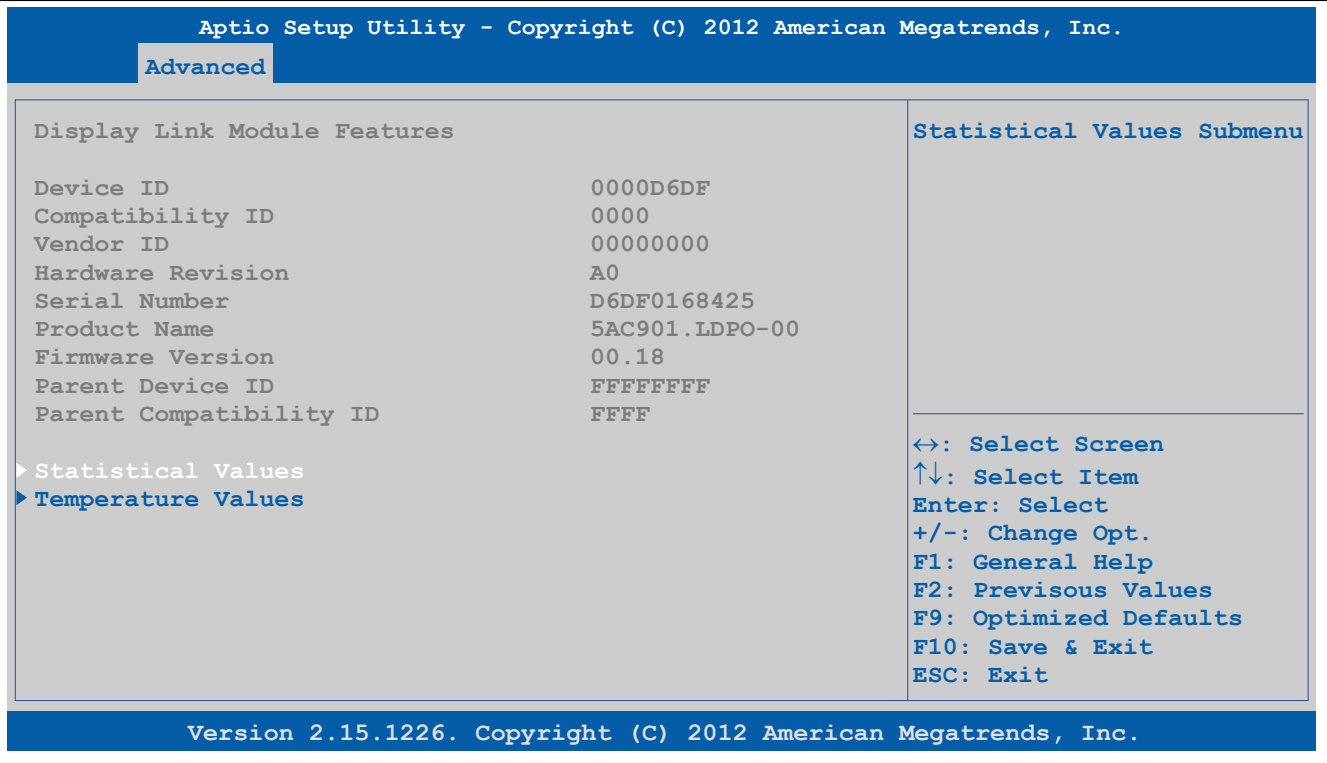 Aptio Setup Utility - Copyright (C) 2012 American Megatrends, Inc.
Advanced
Display Link Module Features
Device ID 0000D6DF
Compatibility ID 0000
Vendor ID 00000000
Hardware Revision A0
Serial Number D6DF0168425
Product Name 5AC901.LDPO-00
Firmware Version 00.18
Parent Device ID FFFFFFFF
Parent Compatibility ID FFFF
Statistical Values
Temperature Values
Statistical Values Submenu
↔: Select Screen
↑↓: Select Item
Enter: Select
+/-: Change Opt.
F1: General Help
F2: Previsous Values
F9: Optimized Defaults
F10: Save & Exit
ESC: Exit
Version 2.15.1226. Copyright (C) 2012 American Megatrends, Inc.